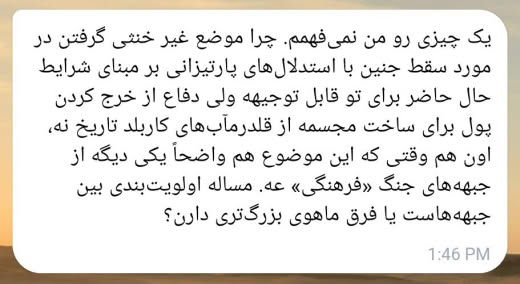 یک چیزی رو من نمی‌فهمم. چرا موضع غیر خنثی گرفتن در
مورد سقط جنین با استدلال‌های پارتیزانی بر مبنای شرایط
حال حاضر برای تو قابل توجیهه ولی دفاع از خرج کردن
پول برای ساخت مجسمه از قلدرمآب‌های کاربلد تاریخ نه،
اون هم وقتی که این موضوع هم واضحاً یکی دیگه از
جبهه‌های جنگ «فرهنگی» عه. مساله اولویت‌بندی بین
جبهه‌هاست یا فرق ماهوی بزرگ‌تری دارن؟
1:46 PM